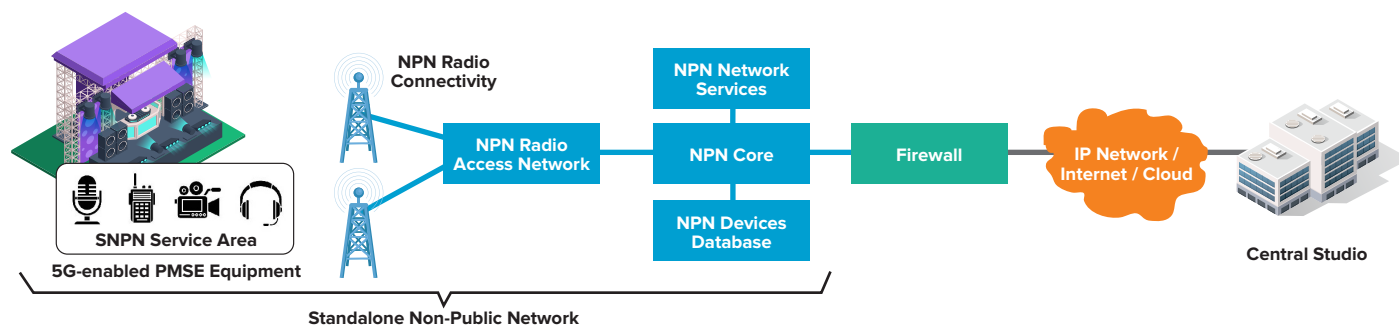 NPN Radio
Connectivity
NPN Network
Services
NPN Radio
Access Network
NPN Core
Firewall
IP Network /
Internet / Cloud
SNPN Service Area
NPN Devices
Database
5G-enabled PMSE Equipment
Central Studio
Standalone Non-Public Network